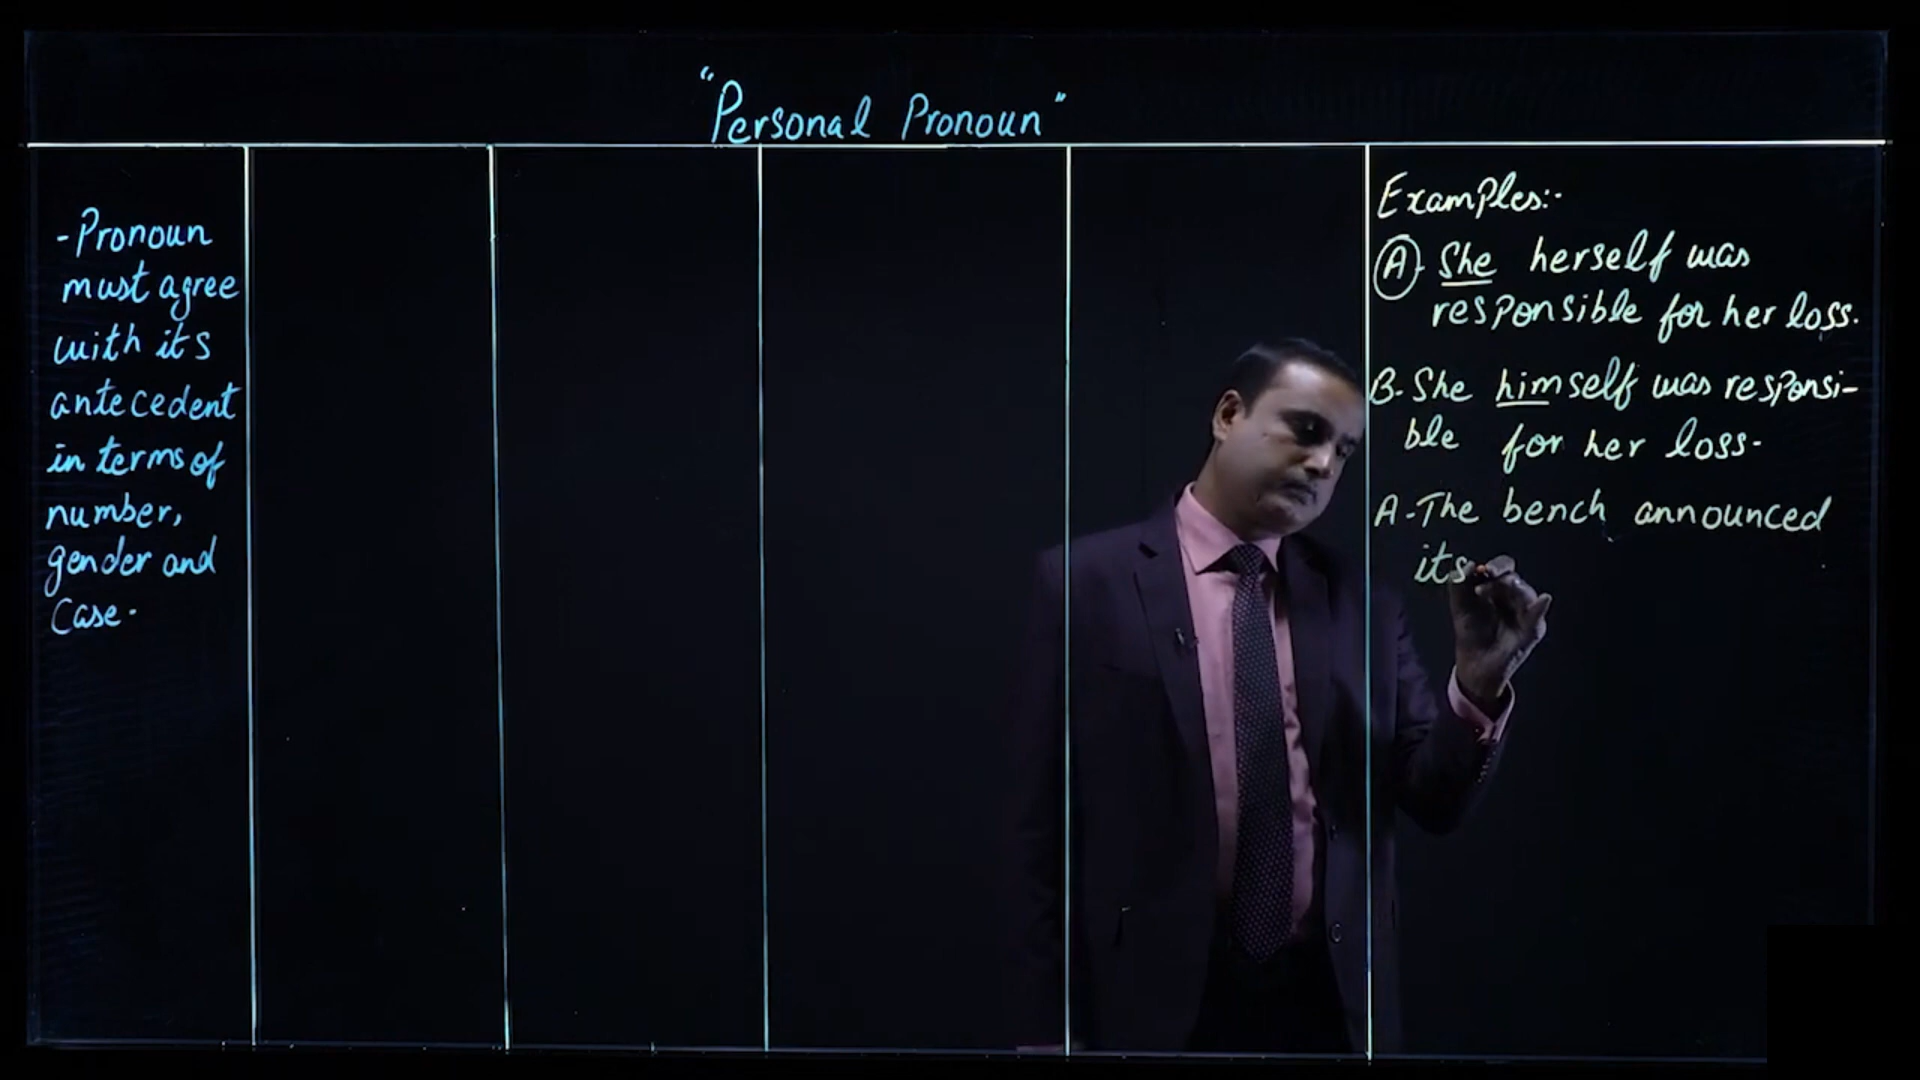 "Personal Pronoun"
- Pronoun
must agree
with its
antecedent
in terms of
number,
gender and
Case.
Examples:-
A- She herself was
responsible for her loss.
B- She himself was responsi-
ble for her loss.
A- The bench announced
its